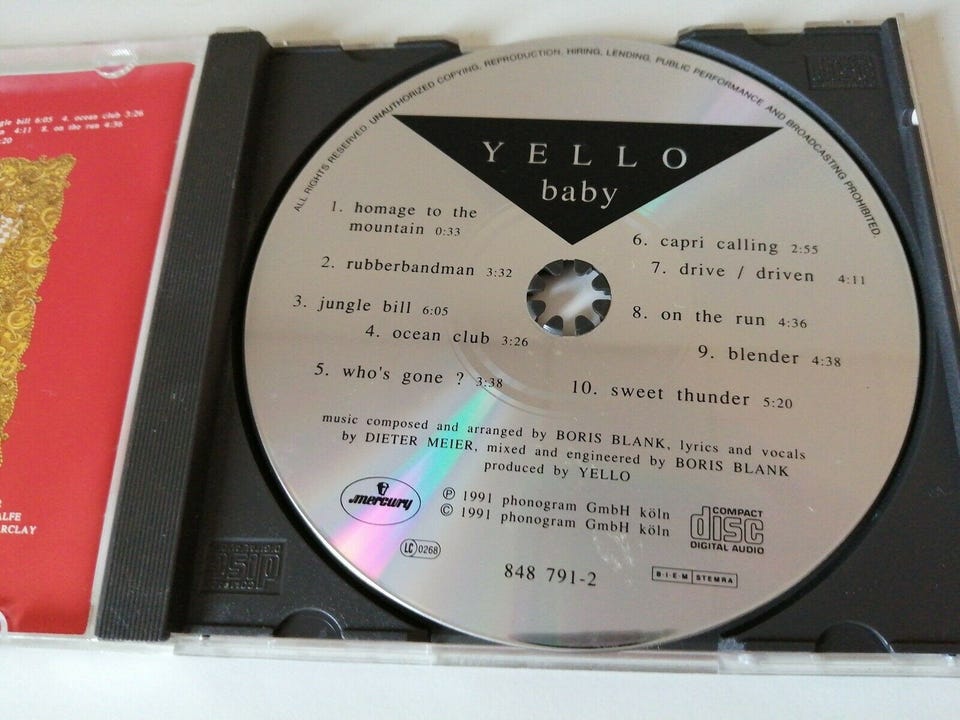 gle bill 6:05 4. ocean club 3:26
4:11 8. on the run 4:36
:20
ALFE
RCLAY
ALL RIGHTS RESERVED. UNAUTHORIZED COPYING, REPRODUCTION, HIRING, LENDING, PUBLIC PERFORMANCE AND BROADCASTING PROHIBITED.
YELLO
baby
1. homage to the
mountain 0:33
2. rubberbandman 3:32
3. jungle bill 6:05
4. ocean club 3:26
5. who's gone ? 3:38
6. capri calling 2:55
7. drive / driven 4:11
8. on the run 4:36
9. blender 4:38
10. sweet thunder 5:20
music composed and arranged by BORIS BLANK, lyrics and vocals
by DIETER MEIER, mixed and engineered by BORIS BLANK
produced by YELLO
mercury
℗ 1991 phonogram GmbH köln
© 1991 phonogram GmbH köln
COMPACT
disc
DIGITAL AUDIO
LC 0268
848 791-2
B·I·E·M STEMRA